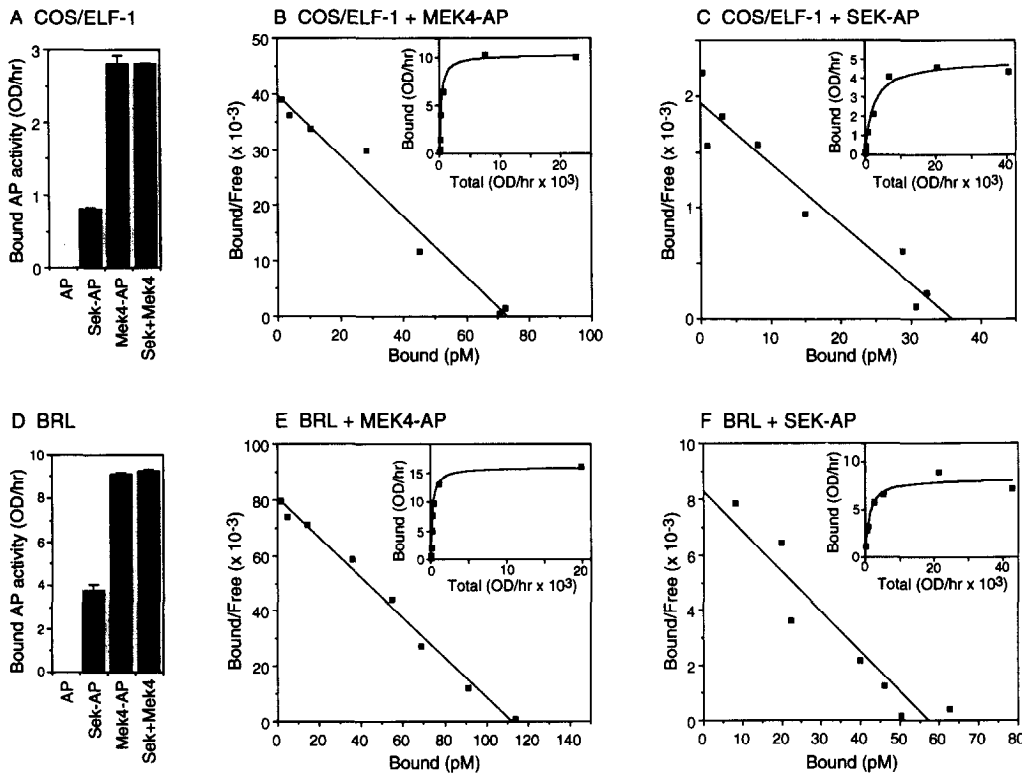 A COS/ELF-1
Bound AP activity (OD/hr)
3
2
1
0
AP
Sek-AP
Mek4-AP
Sek+Mek4
B COS/ELF-1 + MEK4-AP
Bound/Free (x 10-3)
50
40
30
20
10
0
0 20 40 60 80 100
Bound (pM)
Bound (OD/hr)
10
5
0
0 10 20
Total (OD/hr x 10³)
C COS/ELF-1 + SEK-AP
Bound/Free (x 10-3)
2
1
0
0 10 20 30 40
Bound (pM)
Bound (OD/hr)
5
4
3
2
1
0
0 10 20 30 40
Total (OD/hr x 10³)
D BRL
Bound AP activity (OD/hr)
10
8
6
4
2
0
AP
Sek-AP
Mek4-AP
Sek+Mek4
E BRL + MEK4-AP
Bound/Free (x 10-3)
100
80
60
40
20
0
0 20 40 60 80 100 120 140
Bound (pM)
Bound (OD/hr)
15
10
5
0
0 10 20
Total (OD/hr x 10³)
F BRL + SEK-AP
Bound/Free (x 10-3)
10
8
6
4
2
0
0 10 20 30 40 50 60 70 80
Bound (pM)
Bound (OD/hr)
10
5
0
0 20 40
Total (OD/hr x 10³)